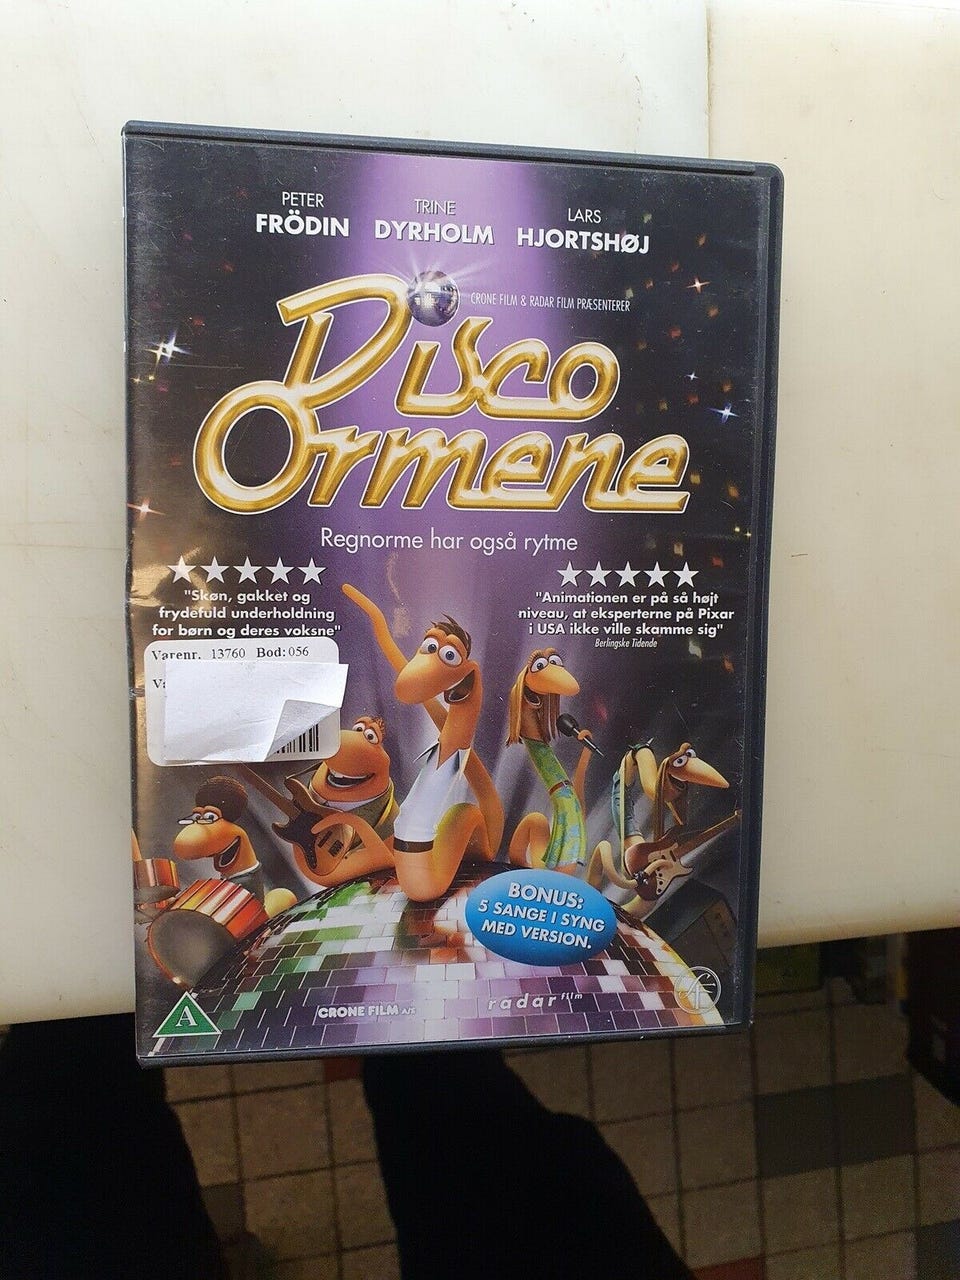 PETER
FRÖDIN
TRINE
DYRHOLM
LARS
HJORTSHØJ
CRONE FILM & RADAR FILM PRÆSENTERER
Disco
Ormene
Regnorme har også rytme
"Skøn, gakket og
frydefuld underholdning
for børn og deres voksne"
"Animationen er på så højt
niveau, at eksperterne på Pixar
i USA ikke ville skamme sig"
Berlingske Tidende
Varenr. 13760 Bod: 056
BONUS:
5 SANGE I SYNG
MED VERSION.
A
CRONE FILM A/S
radar film